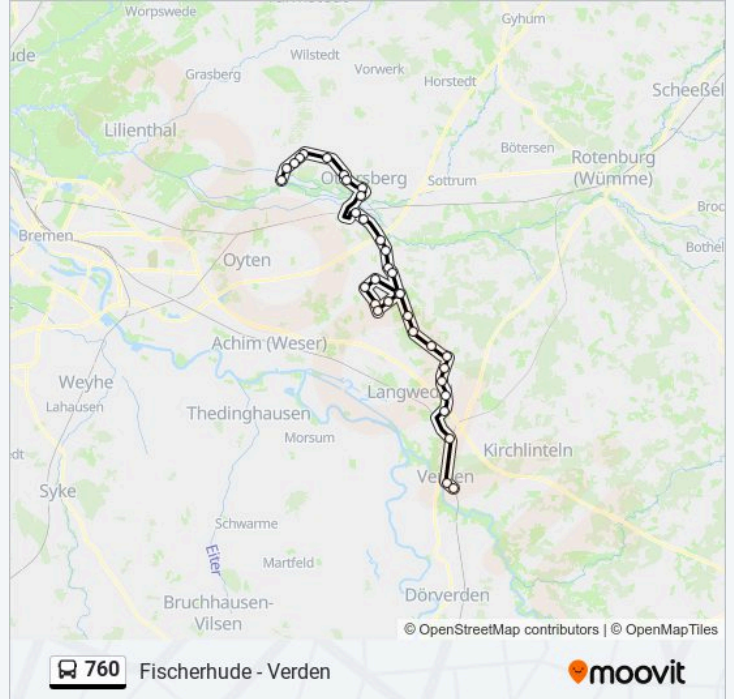 Worpswede
Gyhum
Wilstedt
ude
Vorwerk
Grasberg
Horstedt
Scheeßel
Lilienthal
Bötersen
Rotenburg
(Wümme)
Ottersberg
Sottrum
Broc
Bremen
Bothel
Oyten
Achim (Weser)
Weyhe
Langwed
Lahausen
Thedinghausen
Morsum
Kirchlinteln
edt
Verden
Syke
Schwarme
Eiter
Martfeld
Dörverden
Bruchhausen-
Vilsen
© OpenStreetMap contributors | © OpenMapTiles
760 Fischerhude - Verden
moovit